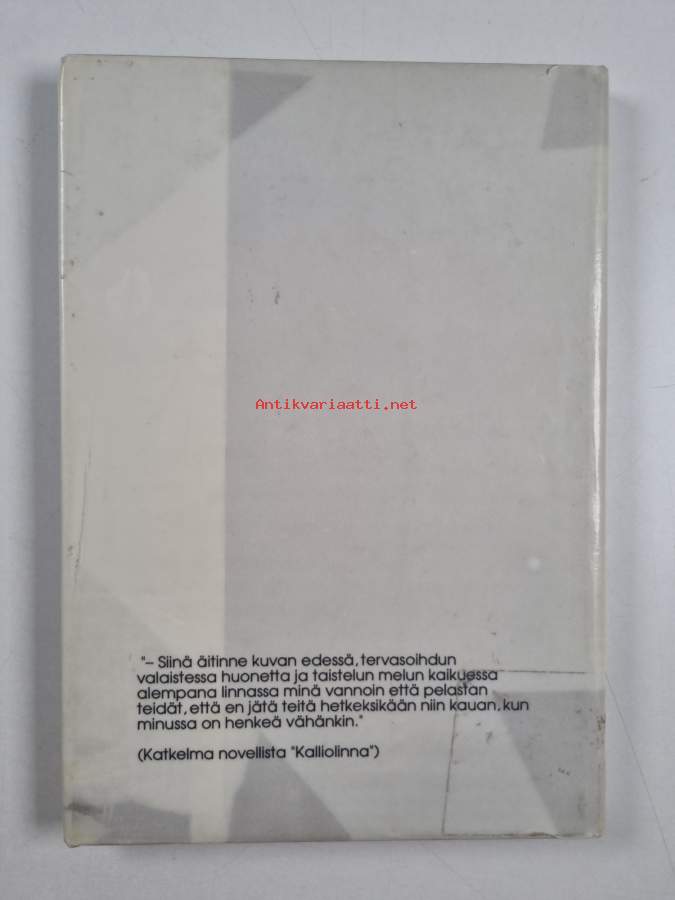 Antikvariaatti.net
"– Siinä äitinne kuvan edessä, tervasoihdun
valaistessa huonetta ja taistelun melun kaikuessa
alempana linnassa minä vannoin että pelastan
teidät, että en jätä teitä hetkeksikään niin kauan, kun
minussa on henkeä vähänkin."
(Katkelma novellista "Kalliolinna")